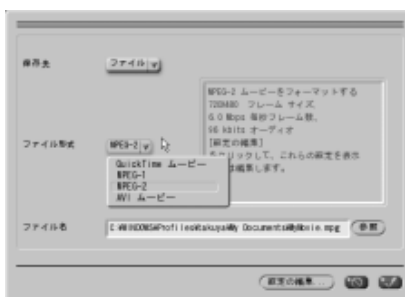 保存先
ファイル
MPEG-2 ムービーをフォーマットする
720X480 フレーム サイズ
6.0 Mbps 毎秒フレーム数,
96 kbits オーディオ
[設定の編集]
をクリックして、これらの設定を表示
は編集します。
ファイル形式
MPEG-2
QuickTime ムービー
MPEG-1
MPEG-2
AVI ムービー
ファイル名
参照
設定の編集...